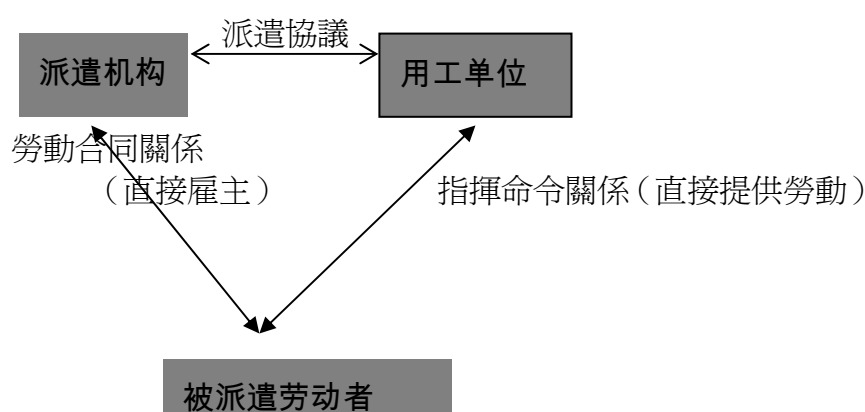 派遣協議
派遣机构
用工单位
勞動合同關係
（直接雇主）
指揮命令關係（直接提供勞動）
被派遣劳动者